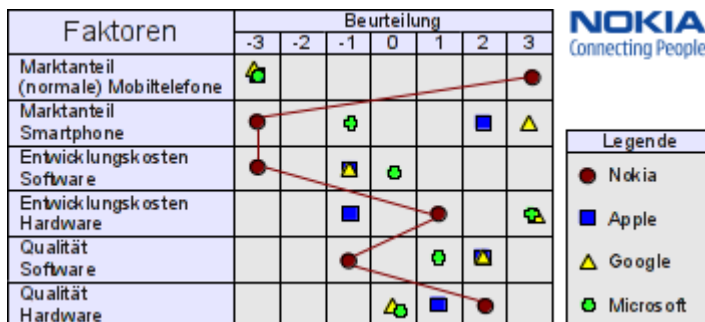 Faktoren
Beurteilung
-3 -2 -1 0 1 2 3
NOKIA
Connecting People
Marktanteil
(normale) Mobiltelefone
Marktanteil
Smartphone
Entwicklungskosten
Software
Entwicklungskosten
Hardware
Qualität
Software
Qualität
Hardware
Legende
Nokia
Apple
Google
Microsoft